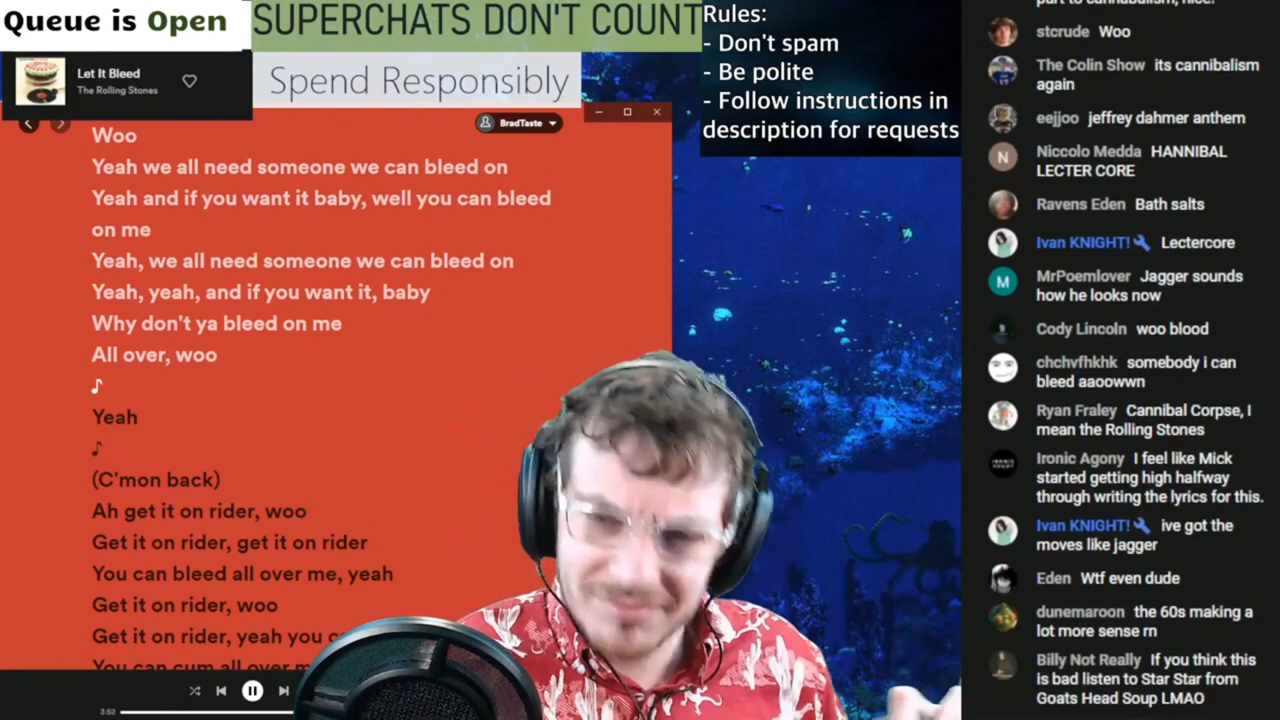 Queue is Open
SUPERCHATS DON'T COUNT
Let It Bleed
The Rolling Stones
Spend Responsibly
Rules:
- Don't spam
- Be polite
- Follow instructions in
description for requests
BradTaste
Woo
Yeah we all need someone we can bleed on
Yeah and if you want it baby, well you can bleed
on me
Yeah, we all need someone we can bleed on
Yeah, yeah, and if you want it, baby
Why don't ya bleed on me
All over, woo
♪
Yeah
♪
(C'mon back)
Ah get it on rider, woo
Get it on rider, get it on rider
You can bleed all over me, yeah
Get it on rider, woo
Get it on rider, yeah you
You can cum all over
3:52
part to cannabalism, nice!
stcrude Woo
The Colin Show its cannibalism
again
eejjoo jeffrey dahmer anthem
N
Niccolo Medda HANNIBAL
LECTER CORE
Ravens Eden Bath salts
Ivan KNIGHT! Lectercore
M
MrPoemlover Jagger sounds
how he looks now
Cody Lincoln woo blood
chchvfhkhk somebody i can
bleed aaoowwn
Ryan Fraley Cannibal Corpse, I
mean the Rolling Stones
Ironic Agony I feel like Mick
started getting high halfway
through writing the lyrics for this.
Ivan KNIGHT! ive got the
moves like jagger
Eden Wtf even dude
dunemaroon the 60s making a
lot more sense rn
Billy Not Really If you think this
is bad listen to Star Star from
Goats Head Soup LMAO